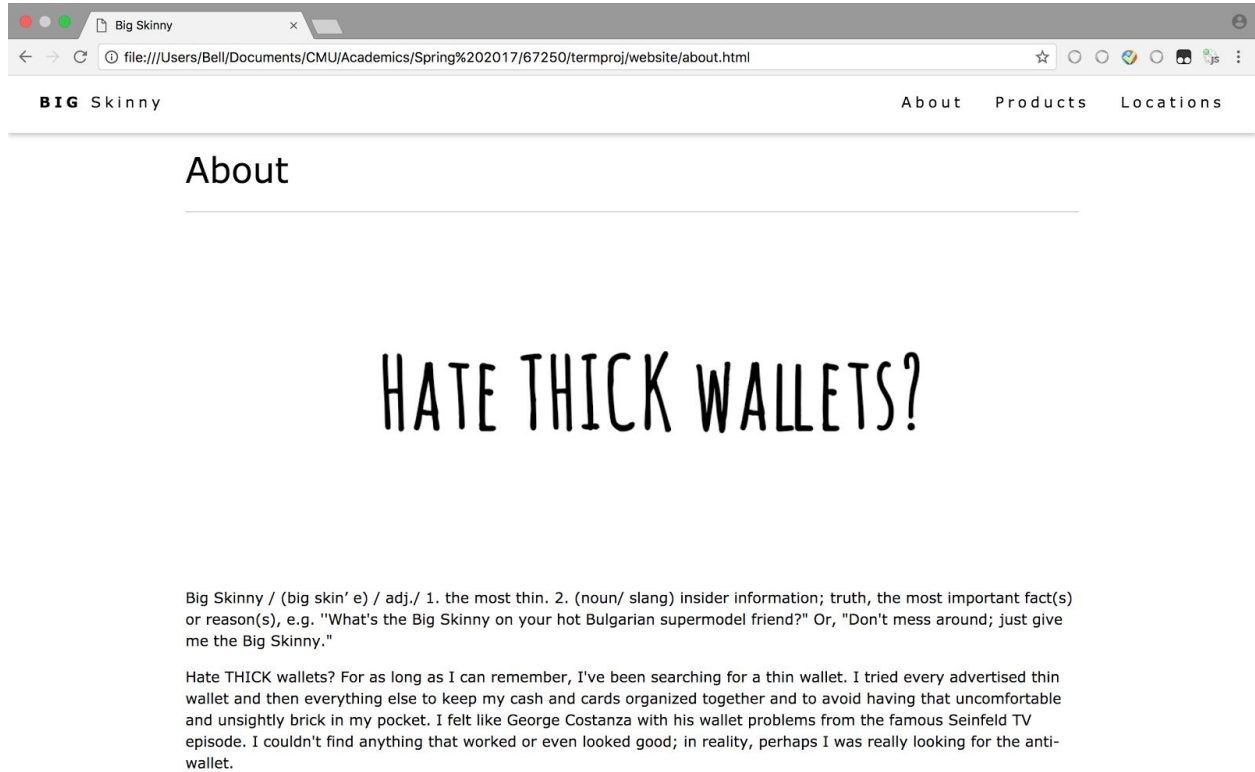 Big Skinny
file:///Users/Bell/Documents/CMU/Academics/Spring%202017/67250/termproj/website/about.html
JS
BIG Skinny About Products Locations
About
HATE THICK WALLETS?
Big Skinny / (big skin’ e) / adj./ 1. the most thin. 2. (noun/ slang) insider information; truth, the most important fact(s)
or reason(s), e.g. ''What's the Big Skinny on your hot Bulgarian supermodel friend?" Or, "Don't mess around; just give
me the Big Skinny."
Hate THICK wallets? For as long as I can remember, I've been searching for a thin wallet. I tried every advertised thin
wallet and then everything else to keep my cash and cards organized together and to avoid having that uncomfortable
and unsightly brick in my pocket. I felt like George Costanza with his wallet problems from the famous Seinfeld TV
episode. I couldn't find anything that worked or even looked good; in reality, perhaps I was really looking for the anti-
wallet.